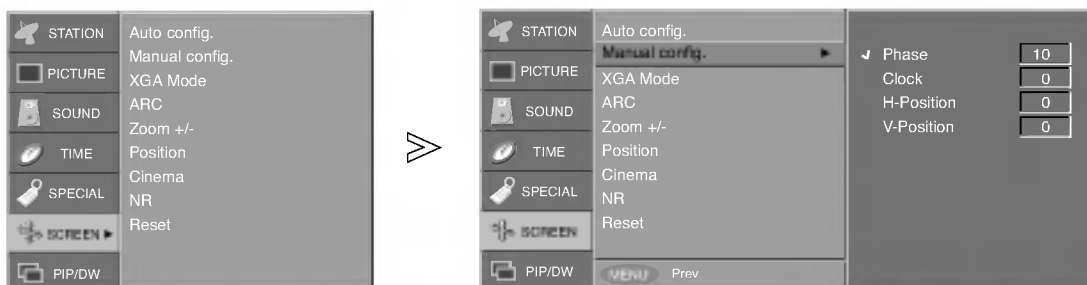 STATION
PICTURE
SOUND
TIME
SPECIAL
SCREEN
PIP/DW
Auto config.
Manual config.
XGA Mode
ARC
Zoom +/-
Position
Cinema
NR
Reset
STATION
PICTURE
SOUND
TIME
SPECIAL
SCREEN
PIP/DW
Auto config.
Manual config.
XGA Mode
ARC
Zoom +/-
Position
Cinema
NR
Reset
MENU Prev
Phase 10
Clock 0
H-Position 0
V-Position 0